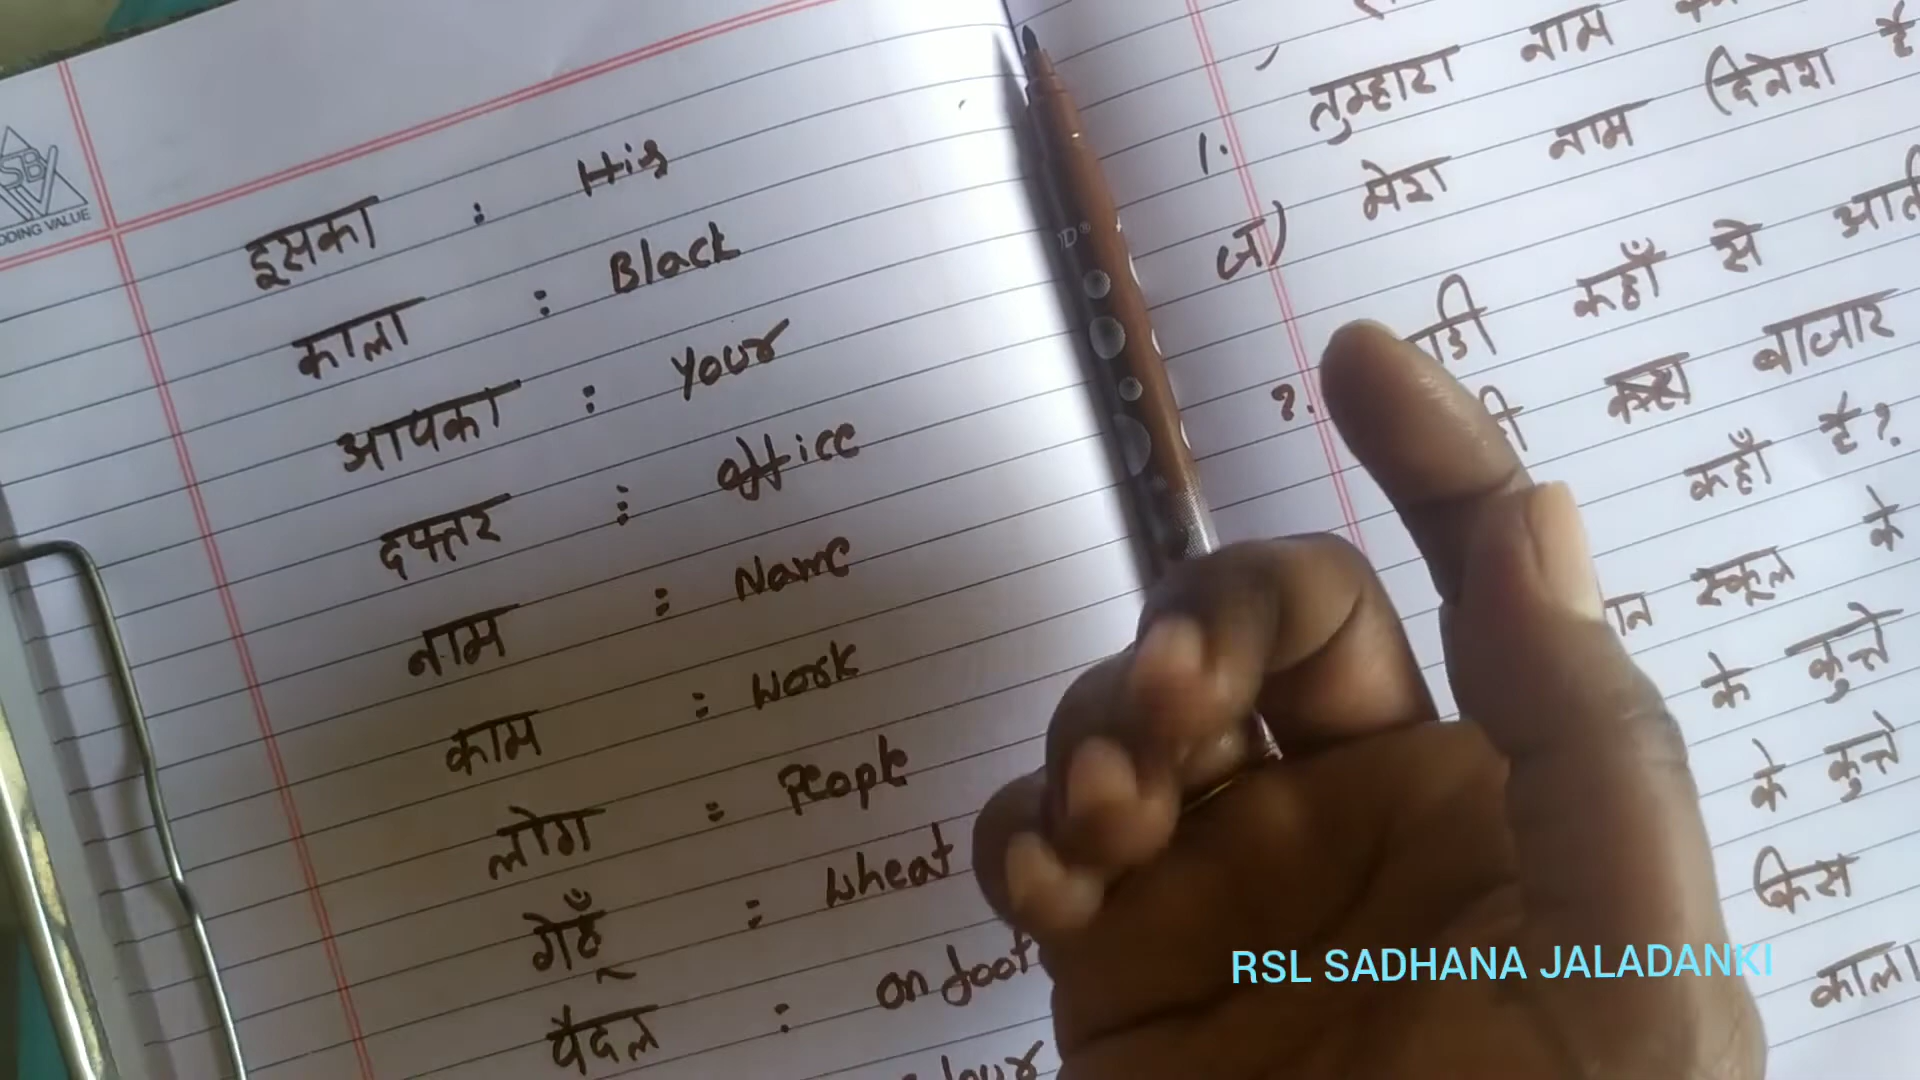 SBV
इसका : His
काला : Black
आपका : Your
दफ्तर : office
नाम : Name
काम : work
लोग : People
गेहूँ : wheat
पैदल : on foot
तुम्हारा नाम
1. मेरा नाम (दिनेश है
ज)
कहाँ से
2. बाजार
कहाँ है?
स्कूल के
के कुत्ते
के कुत्ते
किस
काला
RSL SADHANA JALADANKI